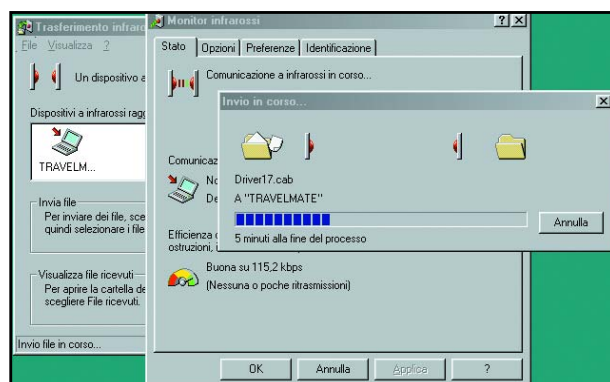 Trasferimento infraro
File Visualizza ?
Un dispositivo a
Dispositivi a infrarossi ragg
TRAVELM...
Invia file
Per inviare dei file, sce
quindi selezionare i file
Visualizza file ricevuti
Per aprire la cartella de
scegliere File ricevuti.
Invio file in corso...
Monitor infrarossi
Stato Opzioni Preferenze Identificazione
Comunicazione a infrarossi in corso...
Comunicaz
No
De
Efficienza
ostruzioni, i
Buona su 115,2 kbps
(Nessuna o poche ritrasmissioni)
OK Annulla Applica ?
Invio in corso...
Driver17.cab
A "TRAVELMATE"
Annulla
5 minuti alla fine del processo